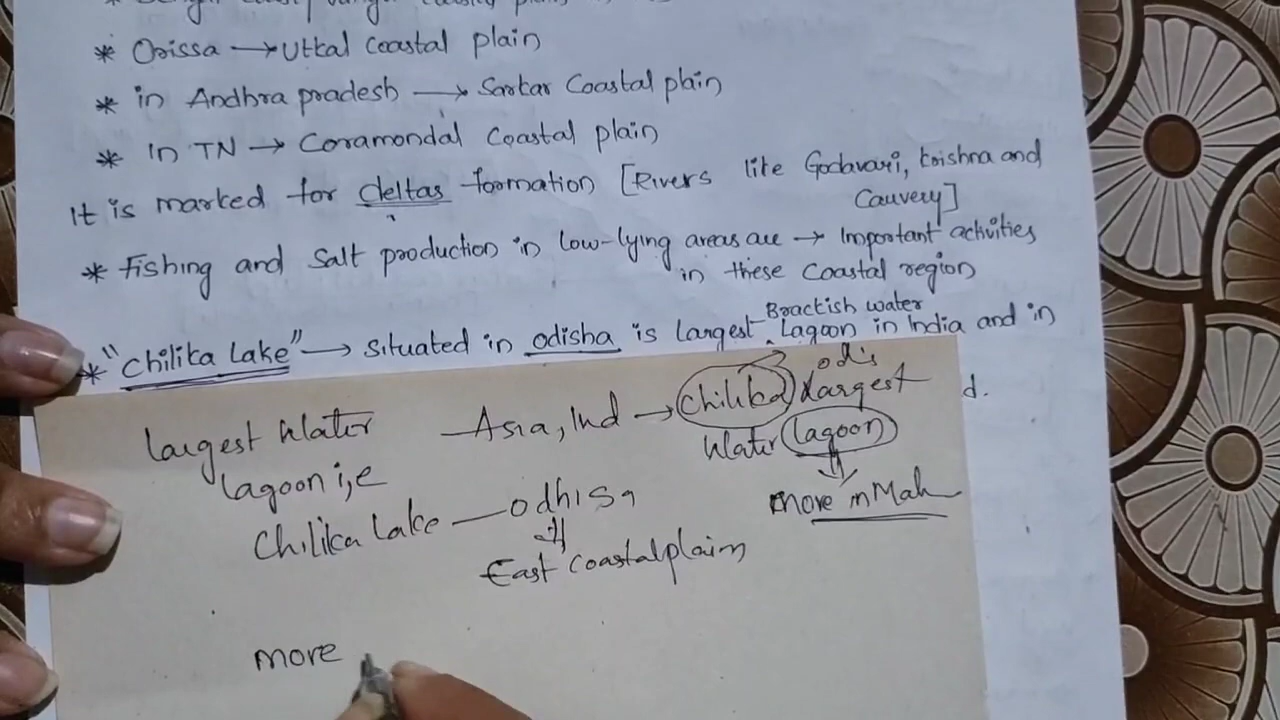 * Orissa → Utkal Coastal plain
* in Andhra pradesh → Sarkar Coastal plain
* In TN → Coramondal Coastal plain
It is marked for deltas formation [Rivers like Godavari, krishna and
Cauvery]
* Fishing and Salt production in low-lying areas are → Important activities
in these Coastal region
Brackish water
* "Chilika Lake" → Situated in odisha is largest Lagoon in India and in
d.
odis
Largest Water — Asia, Ind → Chilika Largest
lagoon i,e Water lagoon
Chilika Lake — odhisa more in Mah
East Coastal plain
more